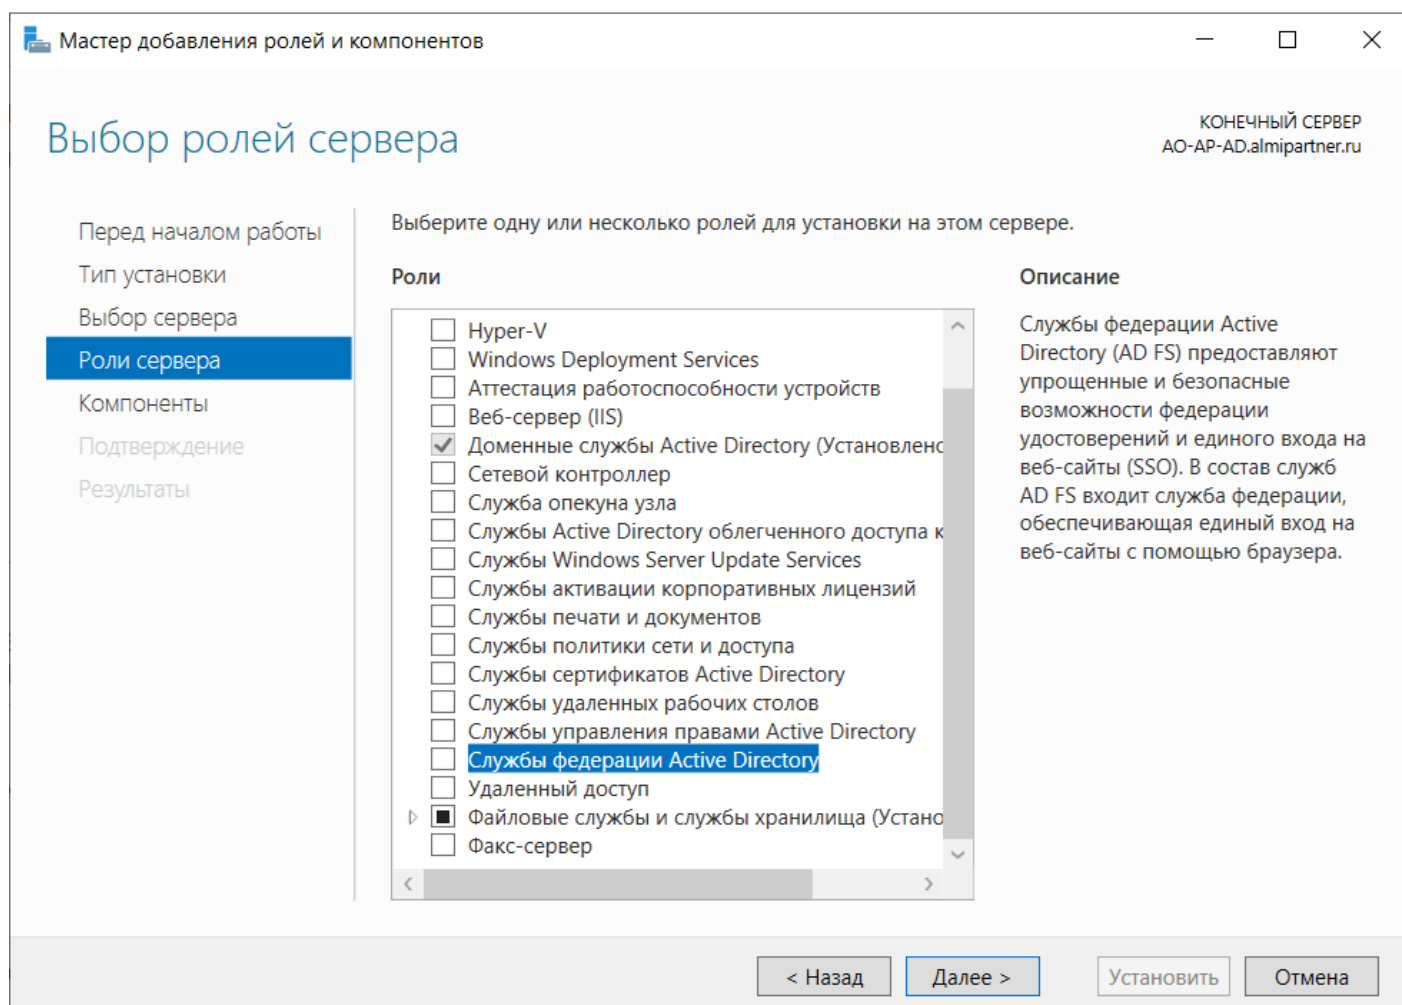 Мастер добавления ролей и компонентов
Выбор ролей сервера
КОНЕЧНЫЙ СЕРВЕР
AO-AP-AD.almipartner.ru
Перед началом работы
Тип установки
Выбор сервера
Роли сервера
Компоненты
Подтверждение
Результаты
Выберите одну или несколько ролей для установки на этом сервере.
Роли
Hyper-V
Windows Deployment Services
Аттестация работоспособности устройств
Веб-сервер (IIS)
Доменные службы Active Directory (Установлено
Сетевой контроллер
Служба опекуна узла
Службы Active Directory облегченного доступа к
Службы Windows Server Update Services
Службы активации корпоративных лицензий
Службы печати и документов
Службы политики сети и доступа
Службы сертификатов Active Directory
Службы удаленных рабочих столов
Службы управления правами Active Directory
Службы федерации Active Directory
Удаленный доступ
Файловые службы и службы хранилища (Устано
Факс-сервер
Описание
Службы федерации Active
Directory (AD FS) предоставляют
упрощенные и безопасные
возможности федерации
удостоверений и единого входа на
веб-сайты (SSO). В состав служб
AD FS входит служба федерации,
обеспечивающая единый вход на
веб-сайты с помощью браузера.
< Назад
Далее >
Установить
Отмена